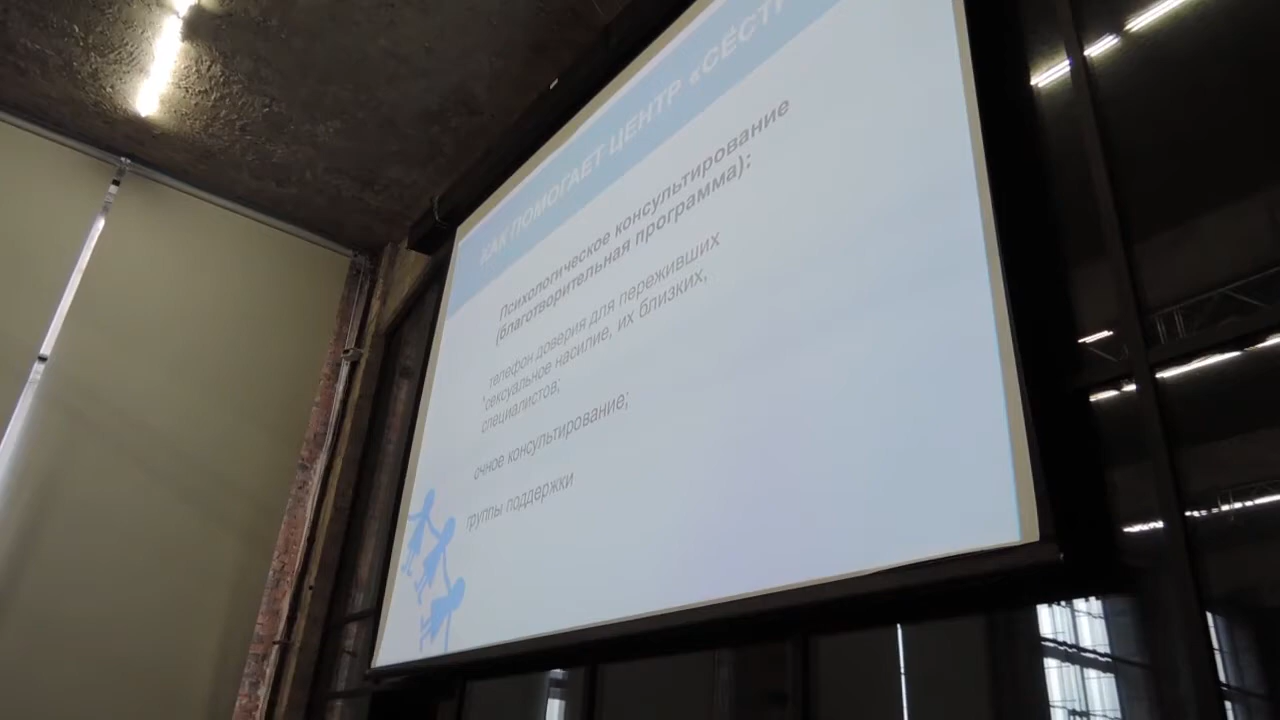 КАК ПОМОГАЕТ ЦЕНТР «СЁСТР
Психологическое консультирование
(благотворительная программа):
телефон доверия для переживших
сексуальное насилие, их близких,
специалистов;
очное консультирование;
группы поддержки